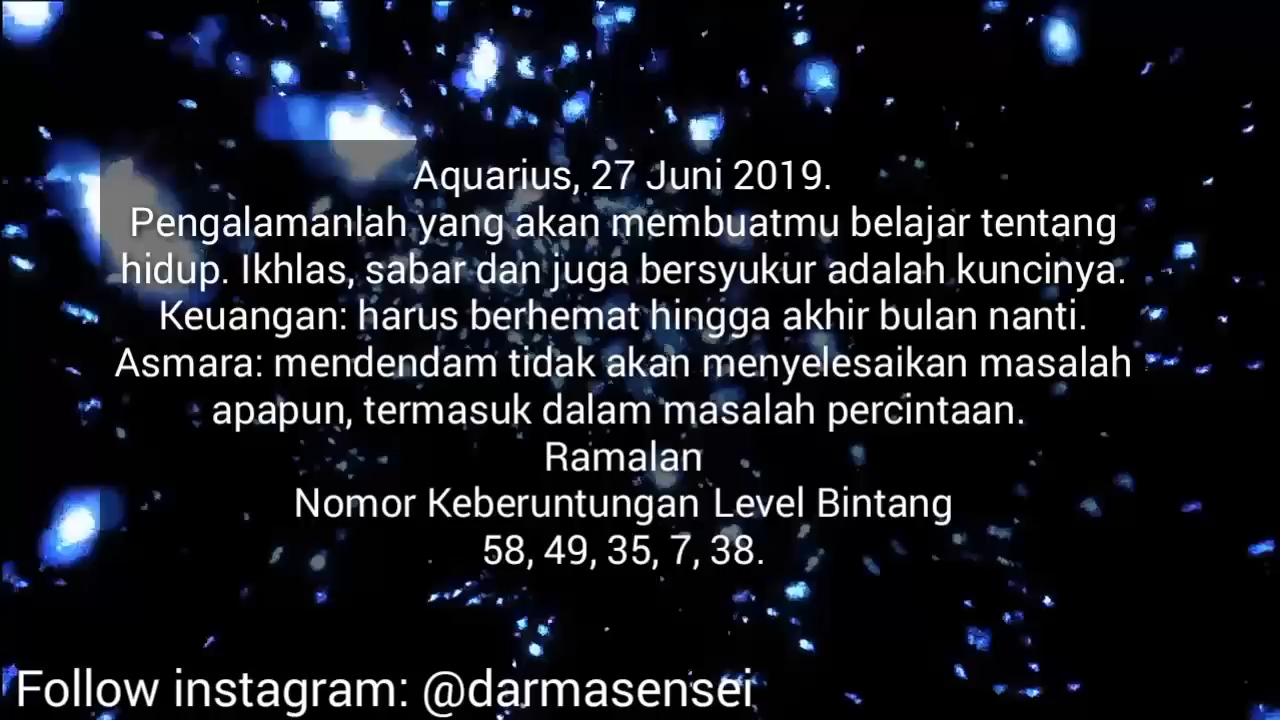 Aquarius, 27 Juni 2019.
Pengalamanlah yang akan membuatmu belajar tentang
hidup. Ikhlas, sabar dan juga bersyukur adalah kuncinya.
Keuangan: harus berhemat hingga akhir bulan nanti.
Asmara: mendendam tidak akan menyelesaikan masalah
apapun, termasuk dalam masalah percintaan.
Ramalan
Nomor Keberuntungan Level Bintang
58, 49, 35, 7, 38.
Follow instagram: @darmasensei